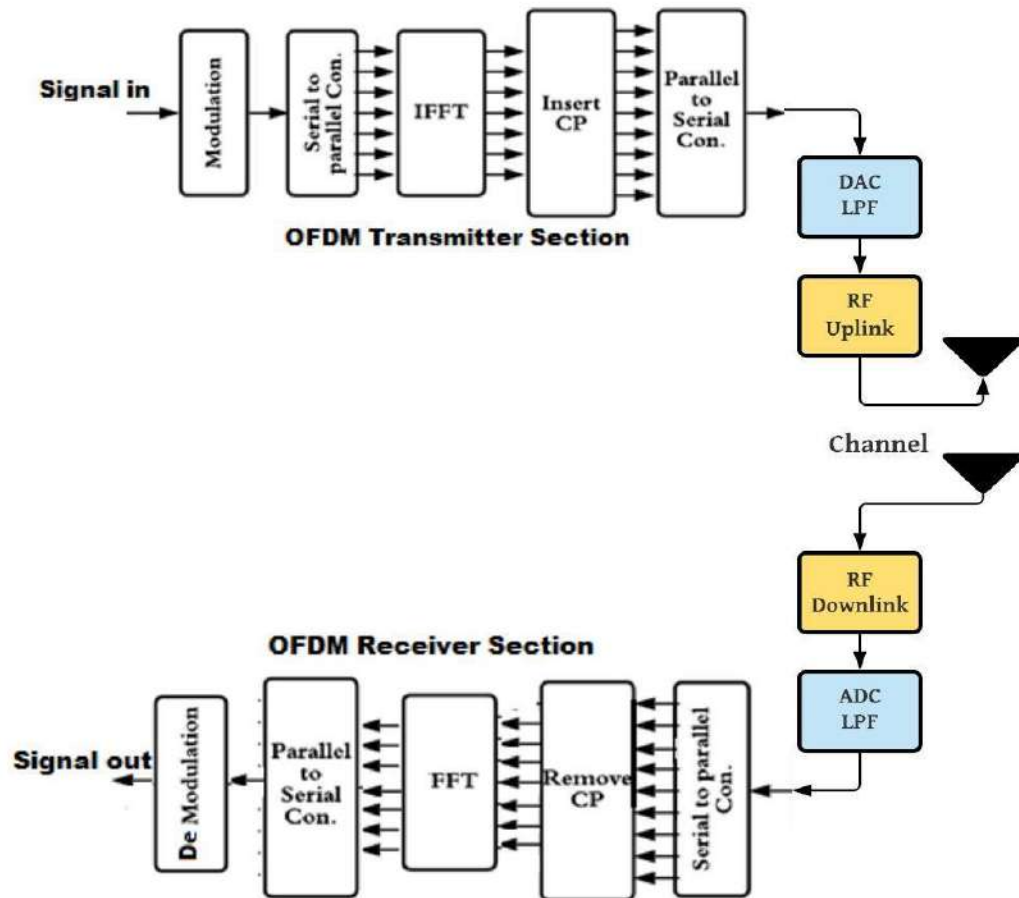 Signal in
Modulation
Serial to
parallel Con.
IFFT
Insert
CP
Parallel
to
Serial
Con.
OFDM Transmitter Section
DAC
LPF
RF
Uplink
Channel
RF
Downlink
ADC
LPF
OFDM Receiver Section
Signal out
De Modulation
Parallel
to
Serial
Con.
FFT
Remove
CP
Serial to parallel
Con.